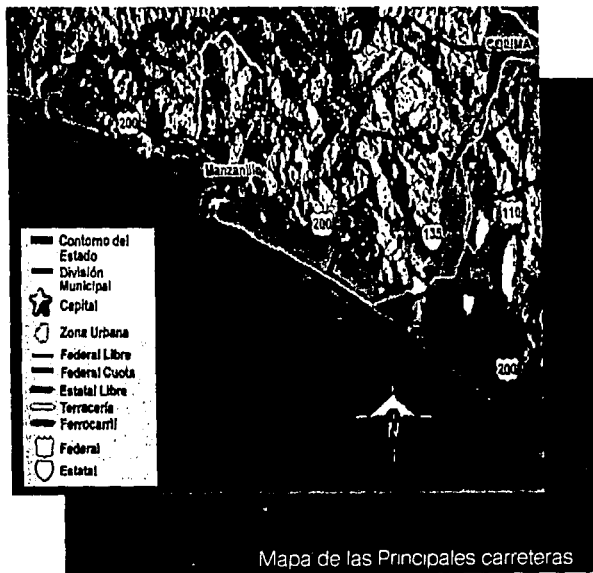 COLIMA
200
Manzanillo
200
135
110
200
Contorno del
Estado
División
Municipal
Capital
Zona Urbana
Federal Libre
Federal Cuota
Estatal Libre
Terracería
Ferrocarril
Federal
Estatal
N
Mapa de las Principales carreteras